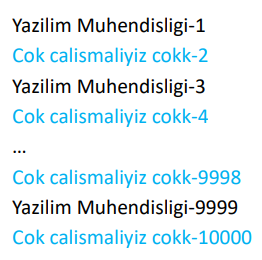 Yazilim Muhendisligi-1
Cok calismaliyiz cokk-2
Yazilim Muhendisligi-3
Cok calismaliyiz cokk-4
...
Cok calismaliyiz cokk-9998
Yazilim Muhendisligi-9999
Cok calismaliyiz cokk-10000